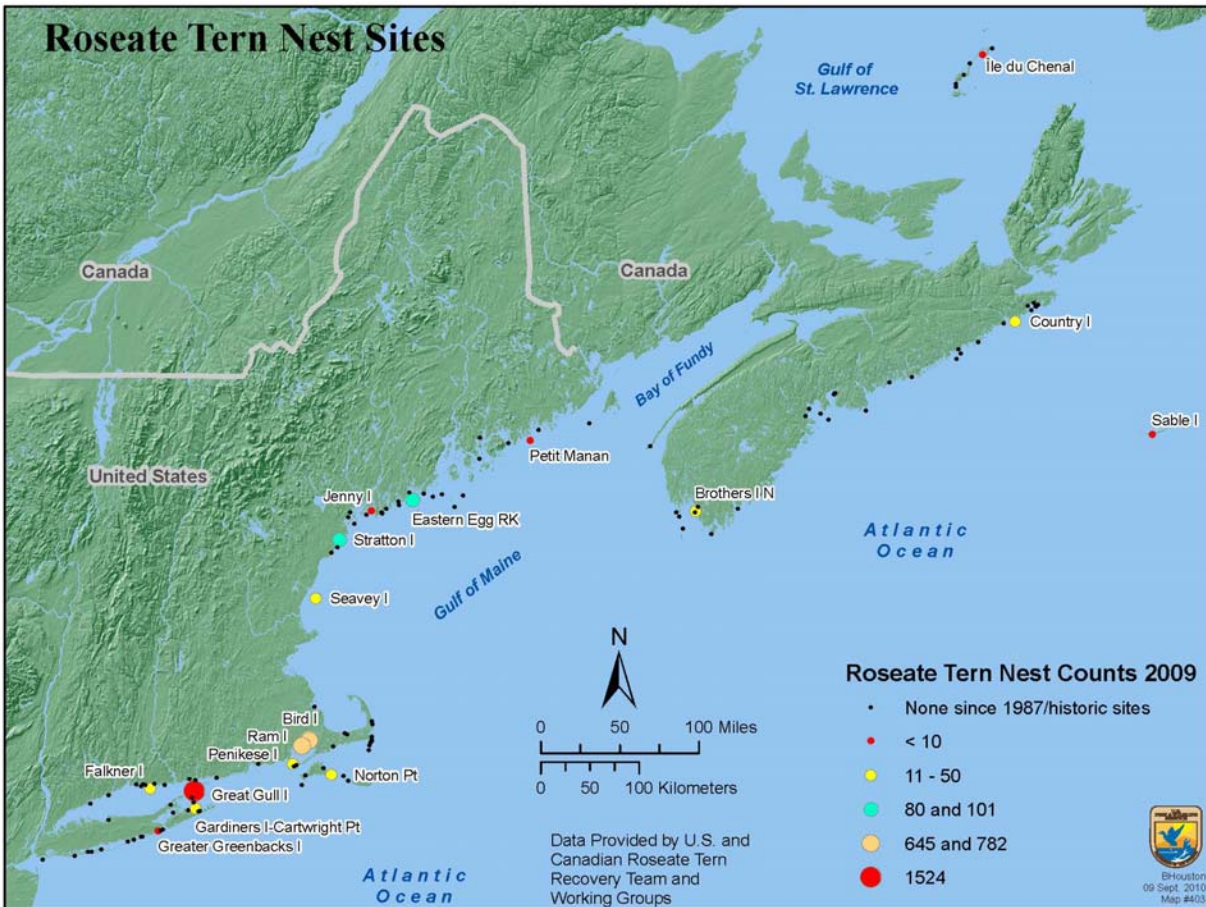 Roseate Tern Nest Sites
Gulf of
St. Lawrence
Île du Chenal
Canada
Canada
Country I
Bay of Fundy
Sable I
Petit Manan
United States
Jenny I
Brothers I N
Eastern Egg RK
Atlantic
Ocean
Stratton I
Gulf of Maine
Seavey I
N
Roseate Tern Nest Counts 2009
None since 1987/historic sites
< 10
11 - 50
80 and 101
645 and 782
1524
0 50 100 Miles
0 50 100 Kilometers
Bird I
Ram I
Penikese I
Falkner I
Norton Pt
Great Gull I
Gardiners I-Cartwright Pt
Greater Greenbacks I
Data Provided by U.S. and
Canadian Roseate Tern
Recovery Team and
Working Groups
Atlantic
Ocean
BHouston
09 Sept, 2010
Map #403